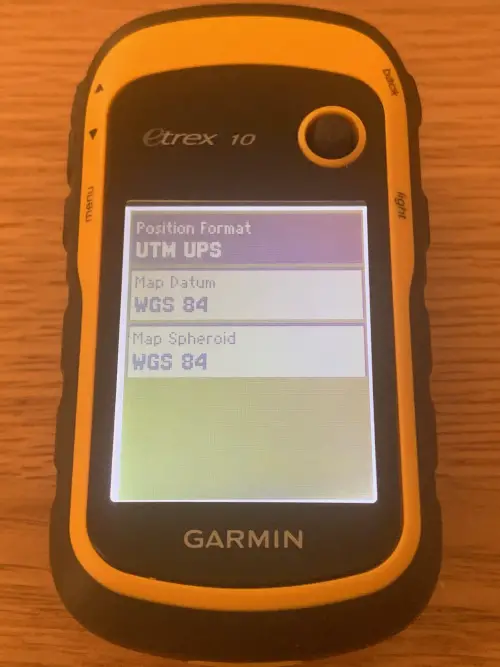 etrex 10
back
menu
light
Position Format
UTM UPS
Map Datum
WGS 84
Map Spheroid
WGS 84
GARMIN